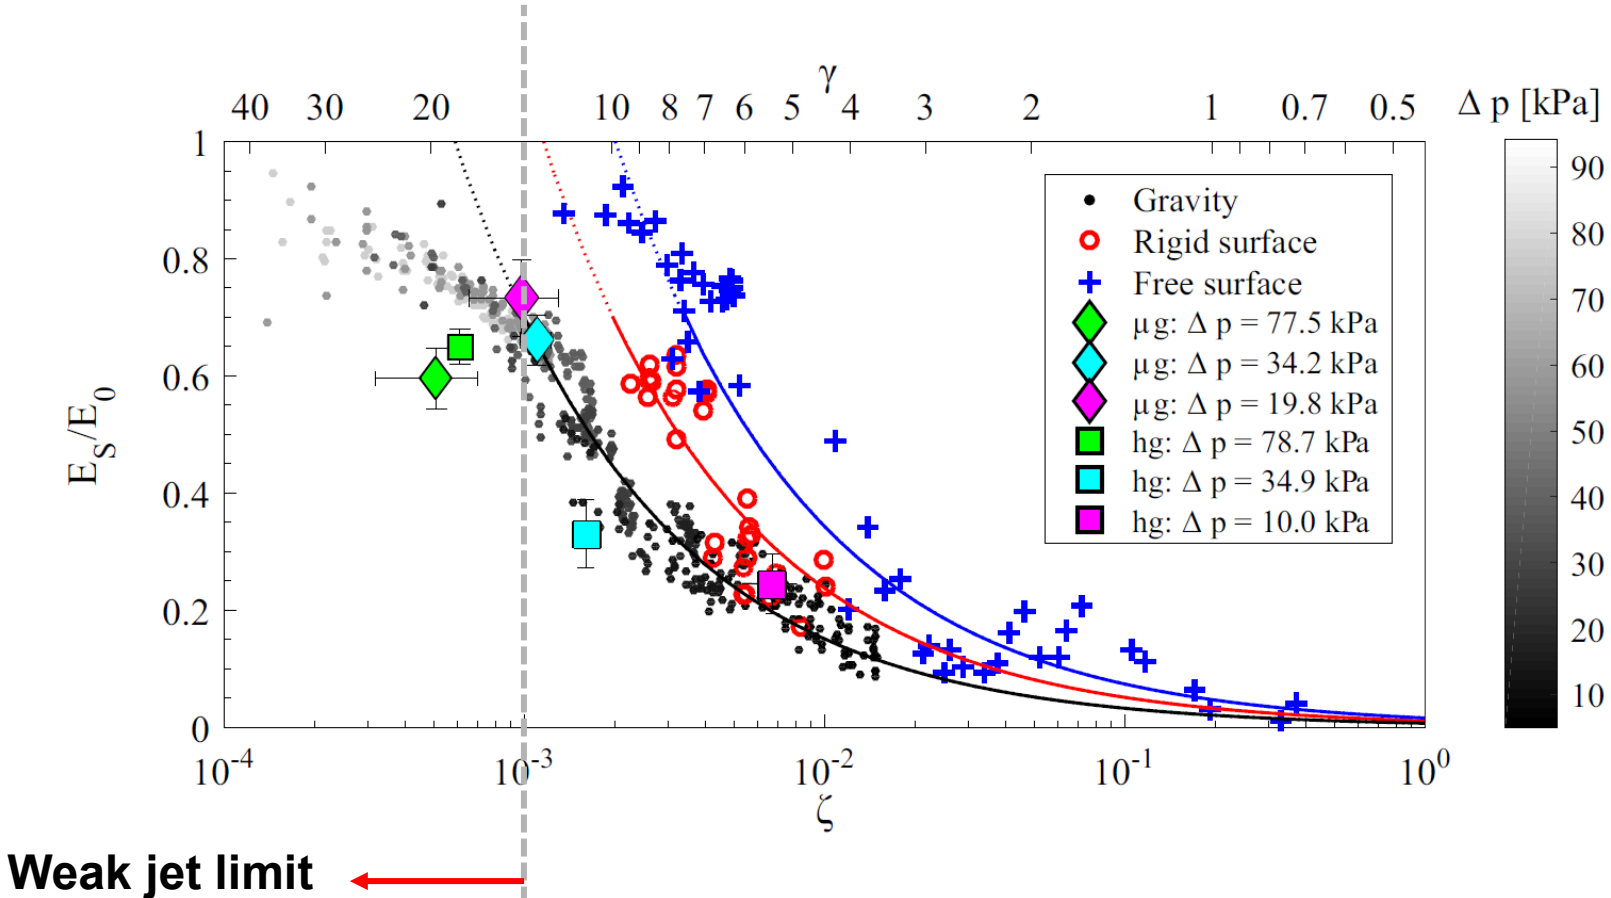 γ
40 30 20 10 8 7 6 5 4 3 2 1 0.7 0.5
Δ p [kPa]
1
0.8
0.6
0.4
0.2
0
E_S/E_0
10^-4 10^-3 10^-2 10^-1 10^0
ζ
Gravity
Rigid surface
Free surface
μg: Δ p = 77.5 kPa
μg: Δ p = 34.2 kPa
μg: Δ p = 19.8 kPa
hg: Δ p = 78.7 kPa
hg: Δ p = 34.9 kPa
hg: Δ p = 10.0 kPa
90
80
70
60
50
40
30
20
10
Weak jet limit